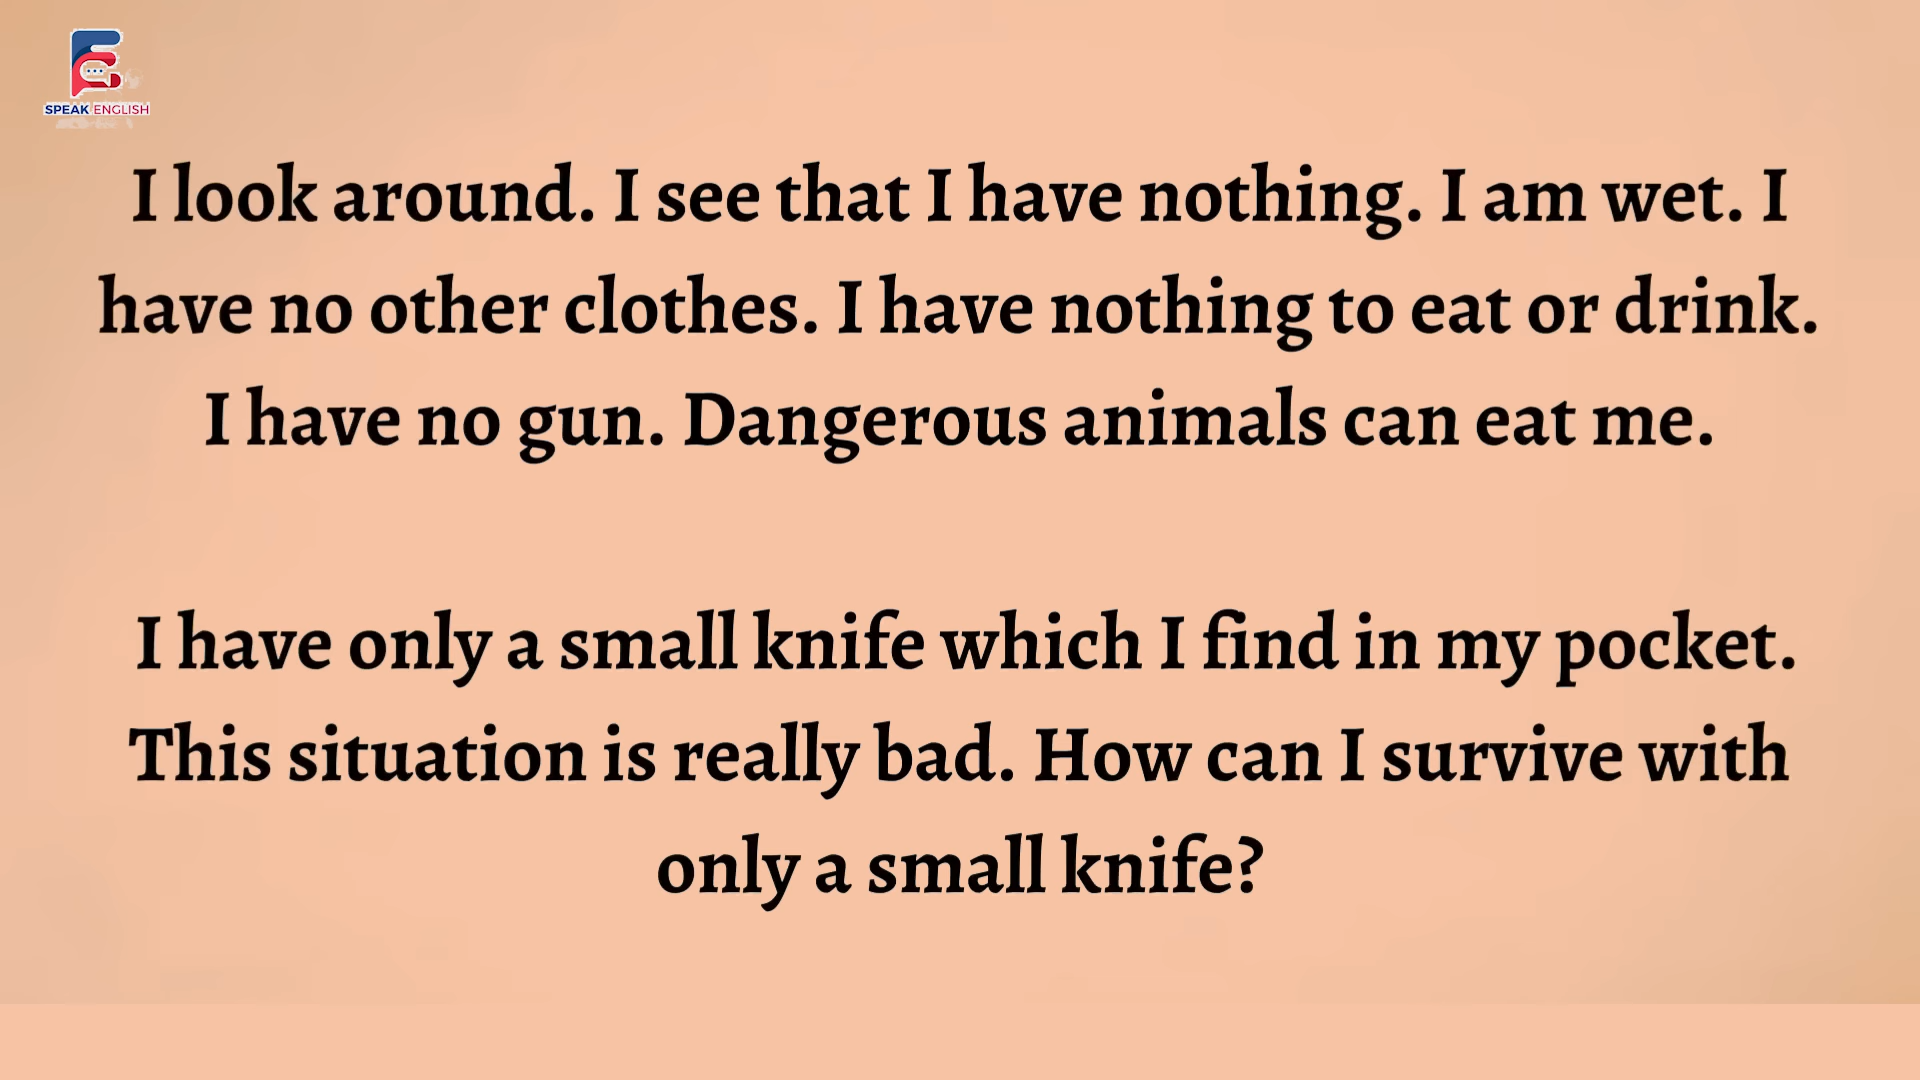 SPEAK ENGLISH
I look around. I see that I have nothing. I am wet. I
have no other clothes. I have nothing to eat or drink.
I have no gun. Dangerous animals can eat me.
I have only a small knife which I find in my pocket.
This situation is really bad. How can I survive with
only a small knife?